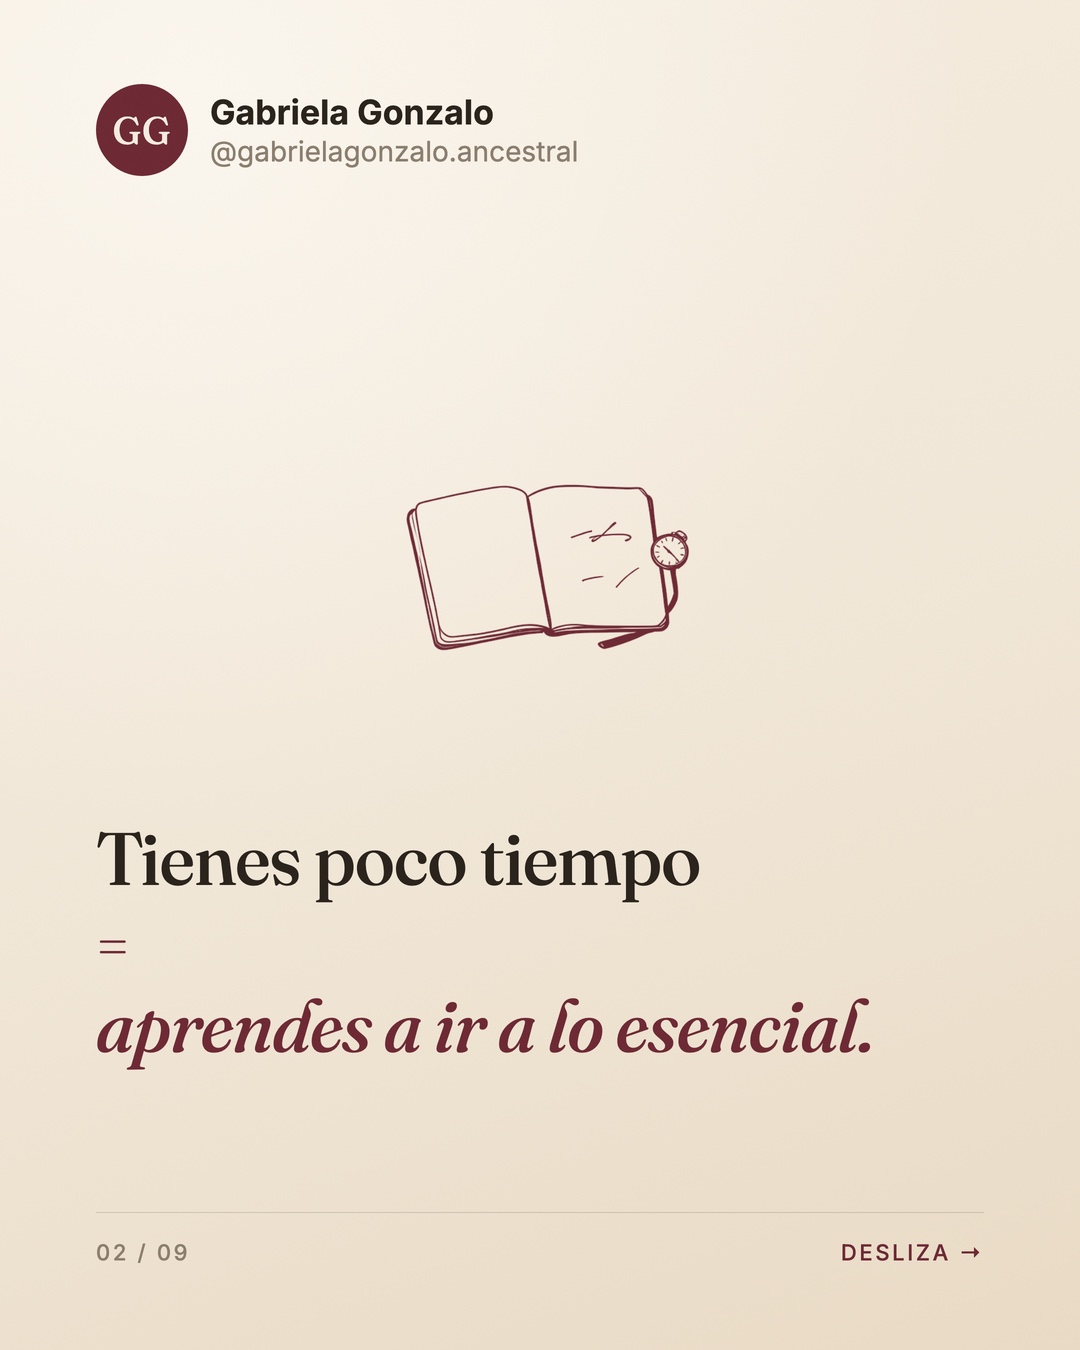 GG
Gabriela Gonzalo
@gabrielagonzalo.ancestral
Tienes poco tiempo
=
aprendes a ir a lo esencial.
02 / 09
DESLIZA →